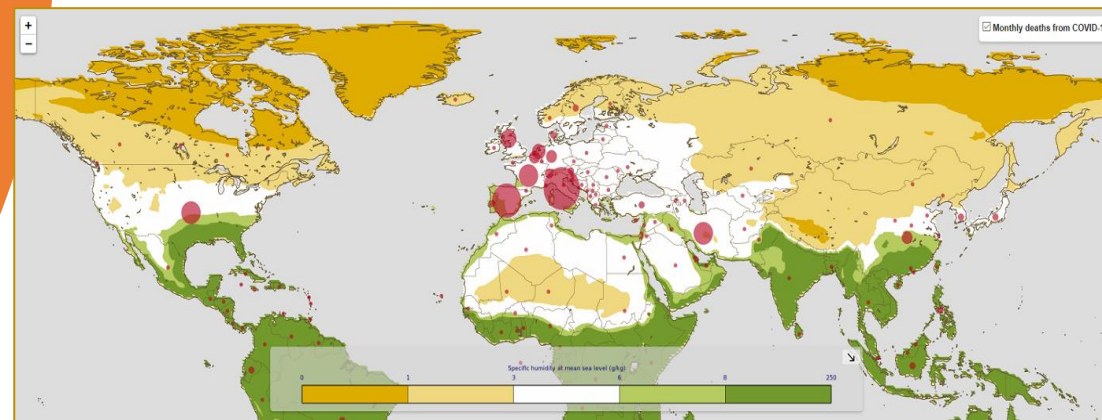 +
−
Monthly deaths from COVID-1
Specific humidity at mean sea level (g/kg)
0 1 3 6 8 250